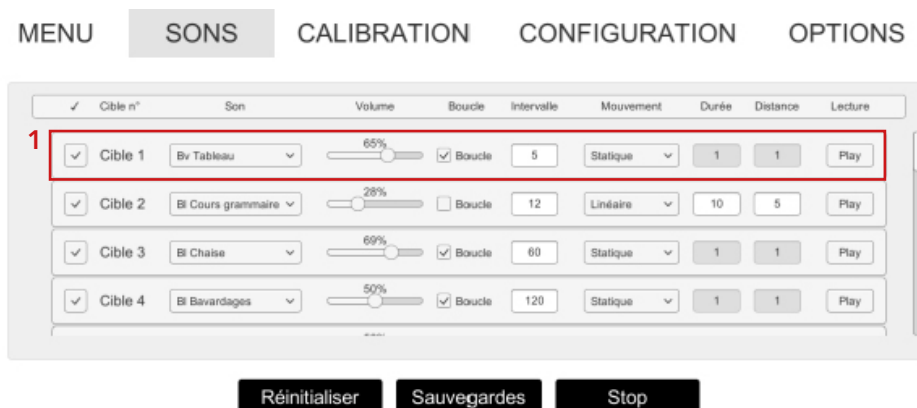 MENU SONS CALIBRATION CONFIGURATION OPTIONS
✓ Cible n° Son Volume Boucle Intervalle Mouvement Durée Distance Lecture
1
65%
✓ Cible 1 Bv Tableau ✓ Boucle 5 Statique 1 1 Play
28%
✓ Cible 2 Bl Cours grammaire Boucle 12 Linéaire 10 5 Play
69%
✓ Cible 3 Bl Chaise ✓ Boucle 60 Statique 1 1 Play
50%
✓ Cible 4 Bl Bavardages ✓ Boucle 120 Statique 1 1 Play
Réinitialiser Sauvegardes Stop